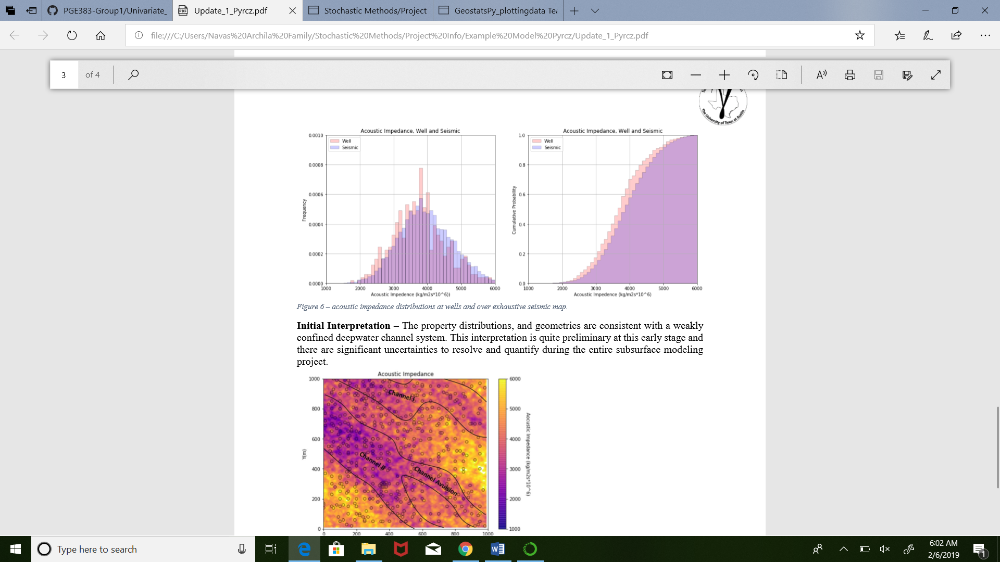 PGE383-Group1/Univariate_
Update_1_Pyrcz.pdf
Stochastic Methods/Project
GeostatsPy_plottingdata Tea
file:///C:/Users/Navas%20Archila%20Family/Stochastic%20Methods/Project%20Info/Example%20Model%20Pyrcz/Update_1_Pyrcz.pdf
3 of 4
The University of Texas at Austin
Acoustic Impedance, Well and Seismic
Well
Seismic
0.0010
0.0008
0.0006
0.0004
0.0002
0.0000
Frequency
1000 2000 3000 4000 5000 6000
Acoustic Impedence (kg/m2s*10^6))
Acoustic Impedance, Well and Seismic
Well
Seismic
1.0
0.8
0.6
0.4
0.2
0.0
Cumulative Probability
1000 2000 3000 4000 5000 6000
Acoustic Impedence (kg/m2s*10^6)
Figure 6 – acoustic impedance distributions at wells and over exhaustive seismic map.
Initial Interpretation – The property distributions, and geometries are consistent with a weakly
confined deepwater channel system. This interpretation is quite preliminary at this early stage and
there are significant uncertainties to resolve and quantify during the entire subsurface modeling
project.
Acoustic Impedance
1000
800
600
400
200
0
Y(m)
Channel I
Channel II
Channel Avulsion
0 200 400 600 800 1000
6000
5000
4000
3000
2000
1000
Aocustic Impedance (kg/m2s*10^6)
Type here to search
6:02 AM
2/6/2019
1